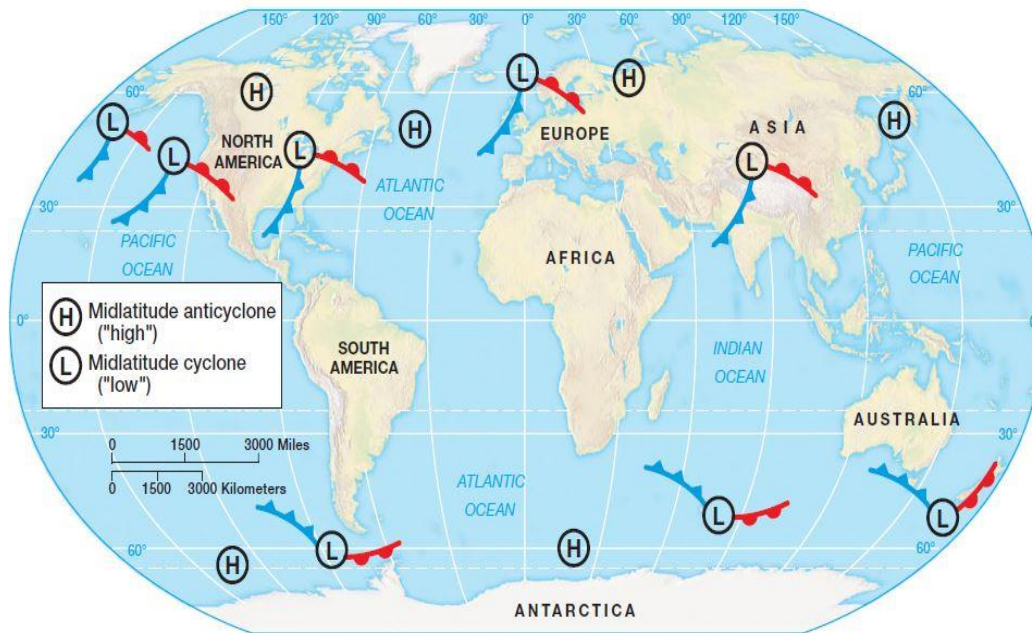 150° 120° 90° 60° 30° 0° 30° 60° 90° 120° 150°
L
H
60°
H
60°
H
L
NORTH
AMERICA
L
L
EUROPE
ASIA
H
L
ATLANTIC
OCEAN
30°
30°
PACIFIC
OCEAN
AFRICA
PACIFIC
OCEAN
H Midlatitude anticyclone
("high")
L Midlatitude cyclone
("low")
0°
0°
SOUTH
AMERICA
INDIAN
OCEAN
AUSTRALIA
30°
30°
0 1500 3000 Miles
0 1500 3000 Kilometers
ATLANTIC
OCEAN
L
L
60°
H
L
H
60°
ANTARCTICA